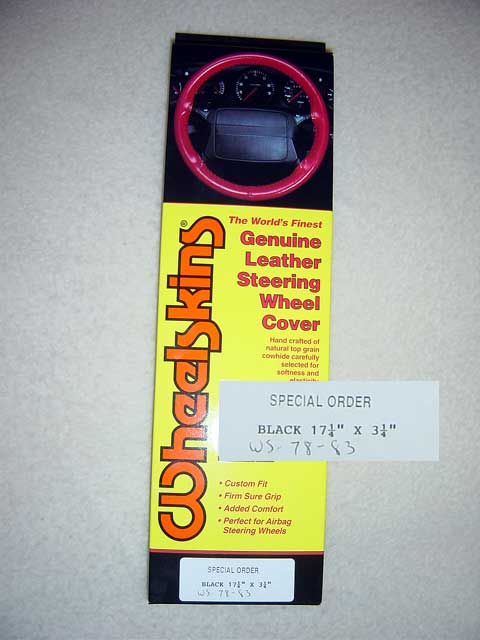 Wheelskins®
The World's Finest
Genuine
Leather
Steering
Wheel
Cover
Hand crafted of
natural top grain
cowhide carefully
selected for
softness and
elasticity
SPECIAL ORDER
BLACK 17¼" X 3¼"
WS- 78-83
• Custom Fit
• Firm Sure Grip
• Added Comfort
• Perfect for Airbag
Steering Wheels
SPECIAL ORDER
BLACK 17¼" X 3¼"
WS 78-83